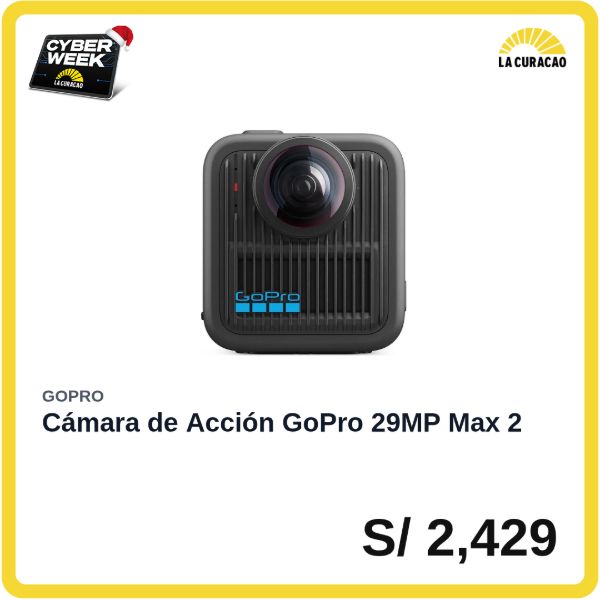 CYBER
WEEK
LA CURACAO
LA CURACAO
GoPro
GOPRO
Cámara de Acción GoPro 29MP Max 2
S/ 2,429